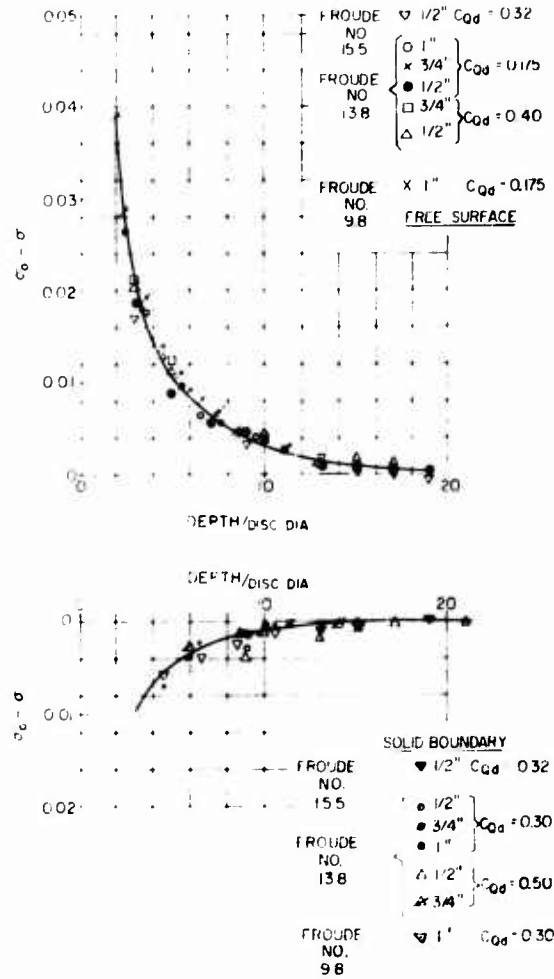 0.05
0.04
0.03
0.02
0.01
0
0 10 20
σ₀ - σ
DEPTH/DISC DIA
FROUDE NO 15.5 ▽ 1/2" CQd = 0.32
FROUDE NO 13.8
○ 1"
× 3/4"
● 1/2"
CQd = 0.175
□ 3/4"
△ 1/2"
CQd = 0.40
FROUDE NO. 9.8 × 1" CQd = 0.175
FREE SURFACE
DEPTH/DISC DIA
10 20
0
0.01
0.02
σ₀ - σ
SOLID BOUNDARY
FROUDE NO. 15.5 ▼ 1/2" CQd = 0.32
FROUDE NO. 13.8
1/2"
3/4"
1"
CQd = 0.30
△ 1/2"
3/4"
CQd = 0.50
FROUDE NO. 9.8 ▽ 1" CQd = 0.30